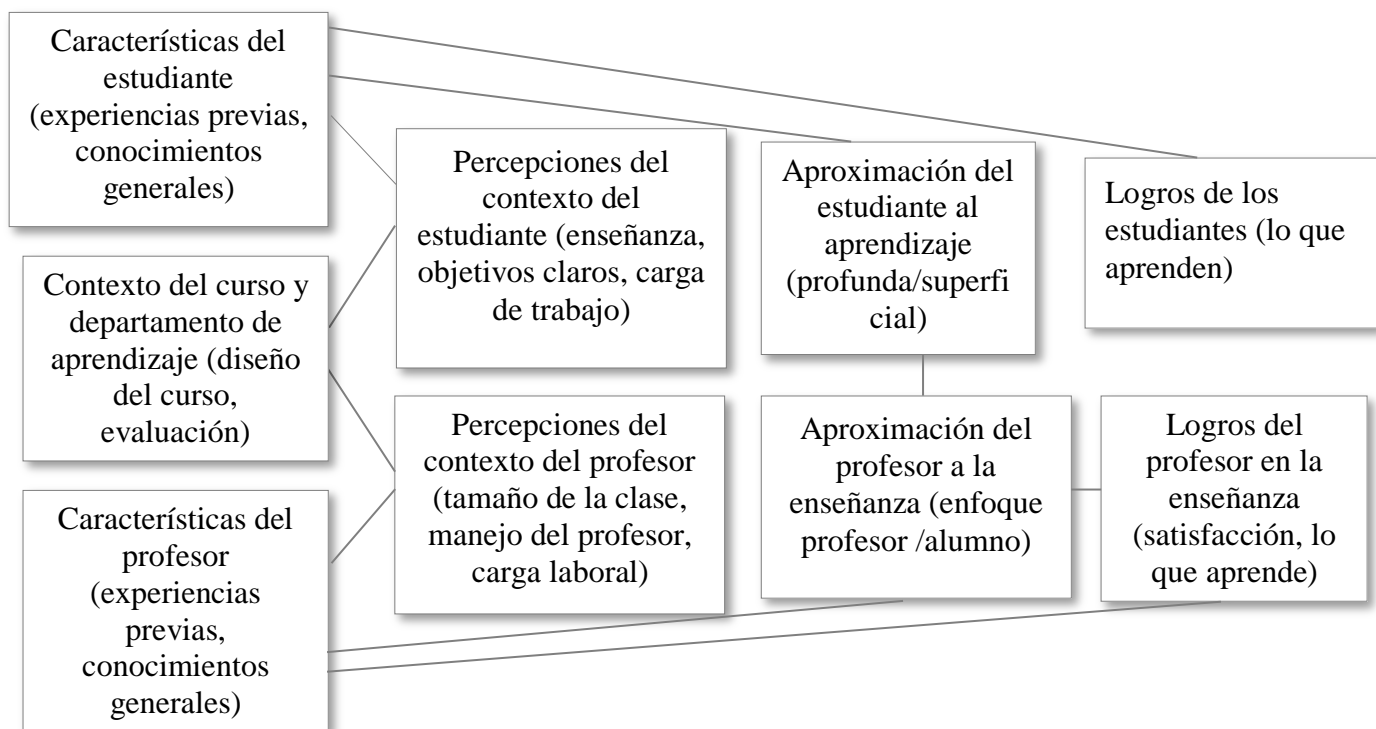 Características del
estudiante
(experiencias previas,
conocimientos
generales)
Percepciones del
contexto del
estudiante (enseñanza,
objetivos claros, carga
de trabajo)
Aproximación del
estudiante al
aprendizaje
(profunda/superfi
cial)
Logros de los
estudiantes (lo que
aprenden)
Contexto del curso y
departamento de
aprendizaje (diseño
del curso,
evaluación)
Percepciones del
contexto del profesor
(tamaño de la clase,
manejo del profesor,
carga laboral)
Aproximación del
profesor a la
enseñanza (enfoque
profesor /alumno)
Logros del
profesor en la
enseñanza
(satisfacción, lo
que aprende)
Características del
profesor
(experiencias
previas,
conocimientos
generales)